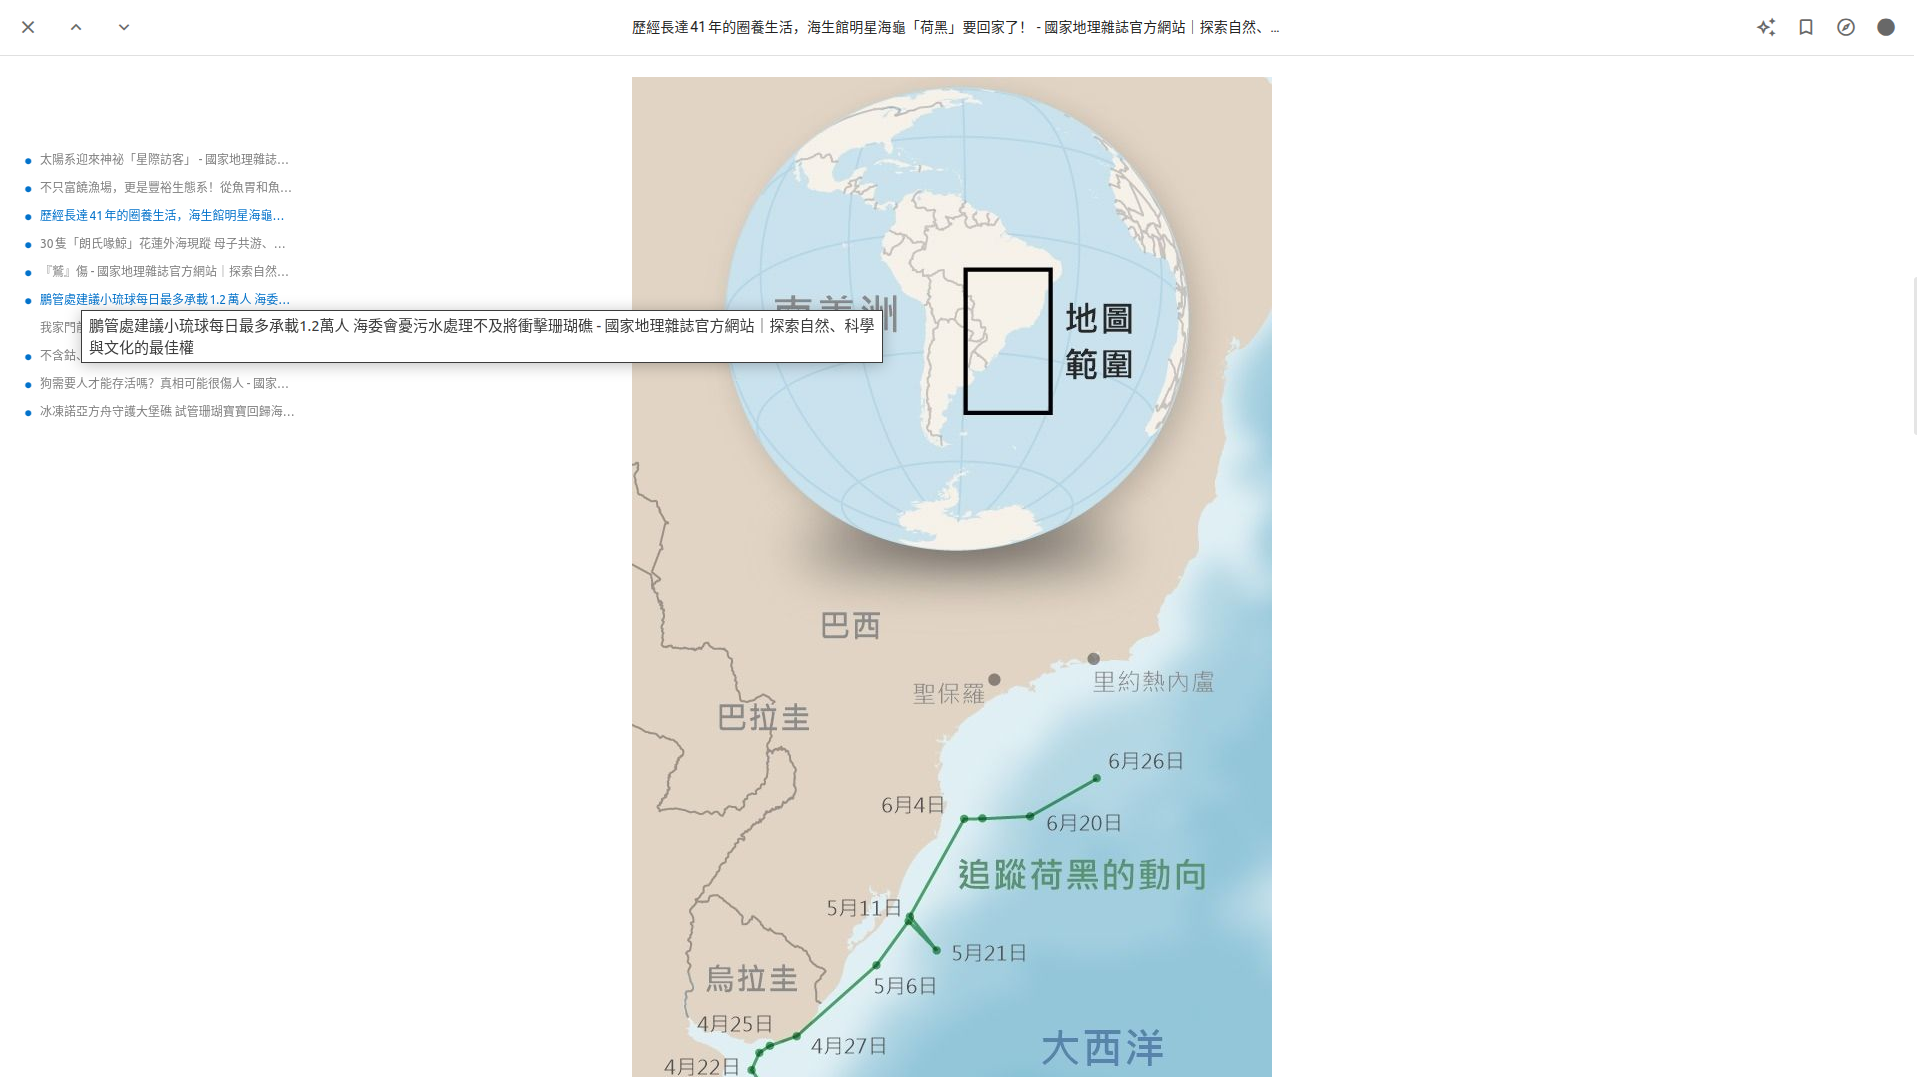 歷經長達41年的圈養生活，海生館明星海龜「荷黑」要回家了！ - 國家地理雜誌官方網站｜探索自然、...
太陽系迎來神祕「星際訪客」 - 國家地理雜誌...
不只富饒漁場，更是豐裕生態系！從魚胃和魚...
歷經長達41年的圈養生活，海生館明星海龜...
30隻「朗氏喙鯨」花蓮外海現蹤 母子共游、...
『鷲』傷 - 國家地理雜誌官方網站｜探索自然...
鵬管處建議小琉球每日最多承載1.2萬人 海委...
我家門
鵬管處建議小琉球每日最多承載1.2萬人 海委會憂污水處理不及將衝擊珊瑚礁 - 國家地理雜誌官方網站｜探索自然、科學
與文化的最佳權
不含鈷
狗需要人才能存活嗎？真相可能很傷人 - 國家...
冰凍諾亞方舟守護大堡礁 試管珊瑚寶寶回歸海...
南美洲
地圖
範圍
巴西
聖保羅
里約熱內盧
巴拉圭
6月26日
6月4日
6月20日
追蹤荷黑的動向
5月11日
5月21日
烏拉圭
5月6日
4月25日
4月27日
大西洋
4月22日